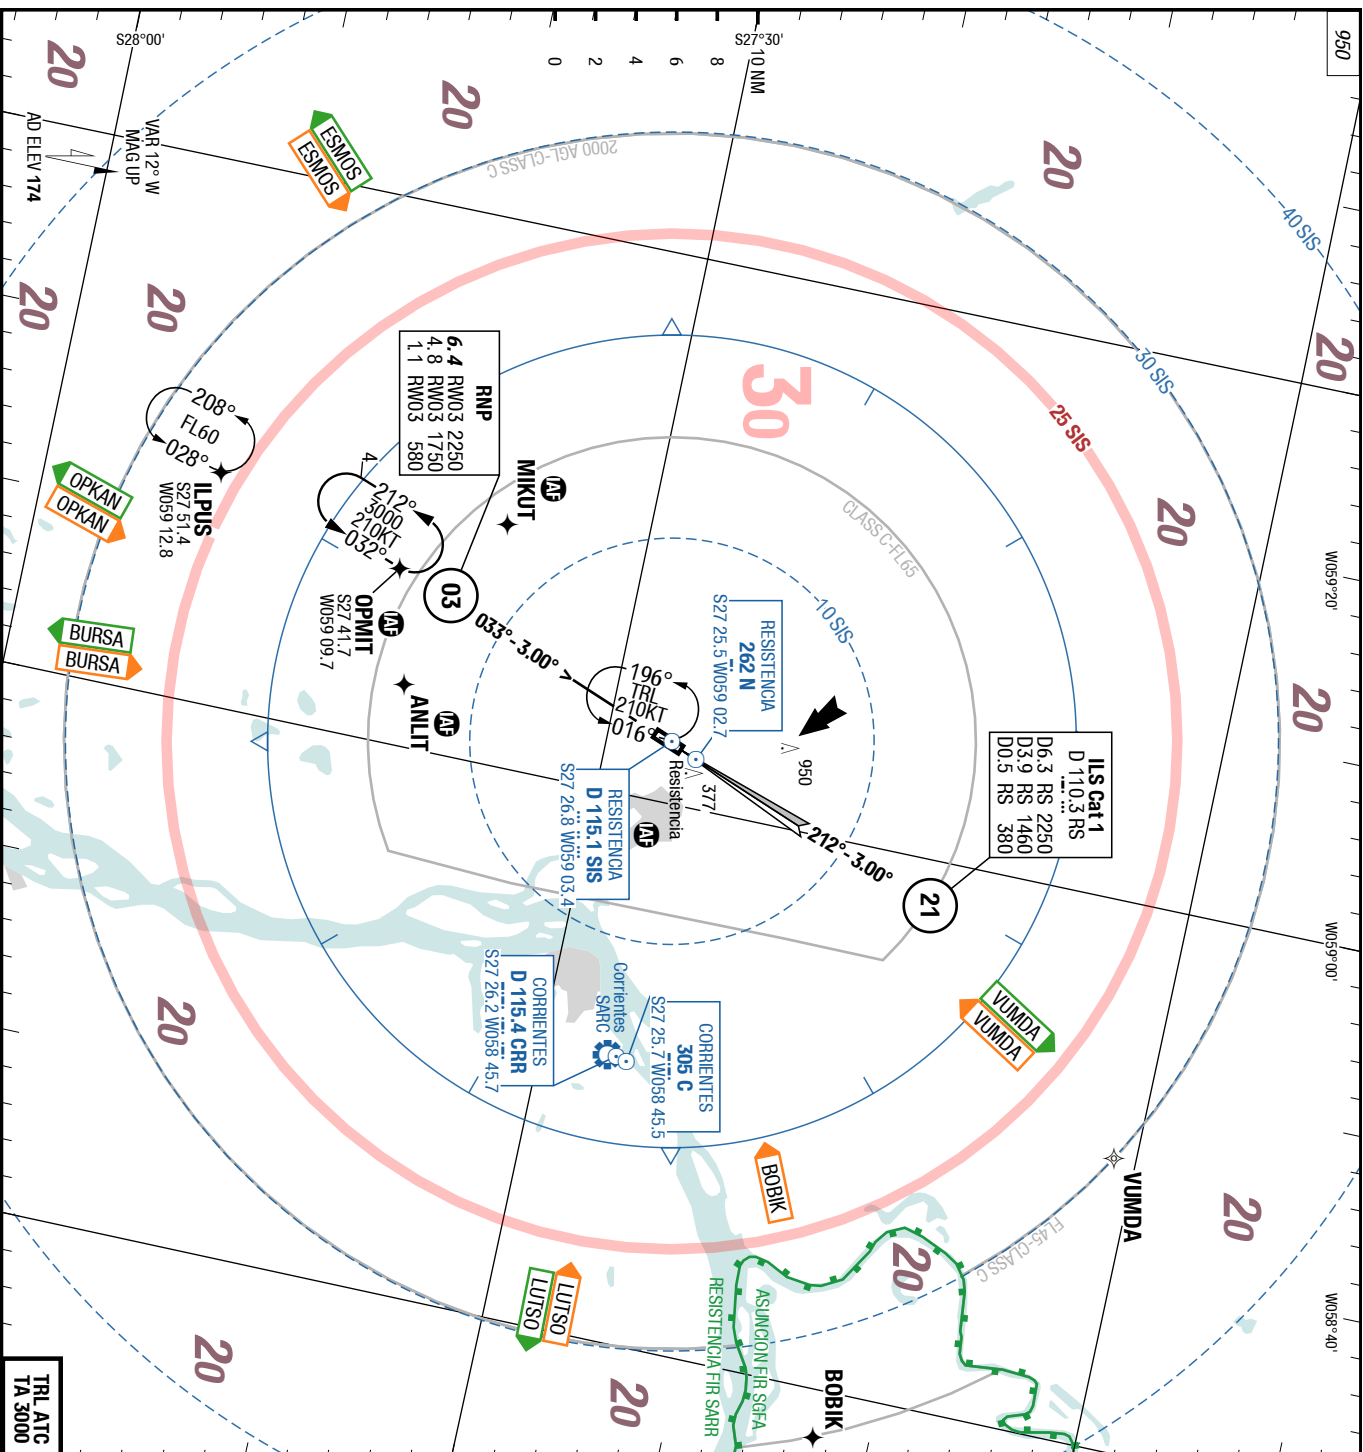 950
S28°00'
S27°30'
10 NM
8
6
4
2
0
VAR 12° W
MAG UP
AD ELEV 174
20
20
20
20
20
20
20
20
20
20
20
20
20
30
40 SIS
30 SIS
25 SIS
10 SIS
2000 AGL-CLASS C
CLASS C-FL65
FL45-CLASS C
ESMOS
ESMOS
OPKAN
OPKAN
BURSA
BURSA
VUMDA
VUMDA
BOBIK
LUTSO
LUTSO
RNP
6.4 RW03 2250
4.8 RW03 1750
1.1 RW03 580
ILS Cat 1
D 110.3 RS
D6.3 RS 2250
D3.9 RS 1460
D0.5 RS 380
208°
FL60
028°
ILPUS
S27 51.4
W059 12.8
4
212°
3000
210KT
032°
OPMIT
S27 41.7
W059 09.7
IAF
MIKUT
IAF
ANLIT
IAF
IAF
03
033°-3.00°
196°
TRL
210KT
016°
21
212°-3.00°
RESISTENCIA
262 N
S27 25.5 W059 02.7
950
377
Resistencia
RESISTENCIA
D 115.1 SIS
S27 26.8 W059 03.4
CORRIENTES
D 115.4 CRR
S27 26.2 W058 45.7
Corrientes
SARC
CORRIENTES
305 C
S27 25.7 W058 45.5
VUMDA
BOBIK
ASUNCION FIR SGFA
RESISTENCIA FIR SARR
W059°20'
W059°00'
W058°40'
TRL ATC
TA 3000